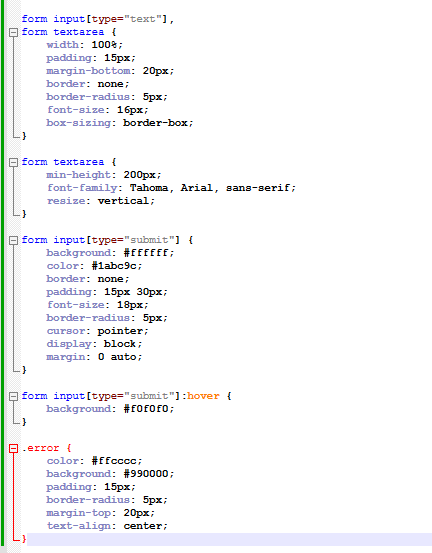 form input[type="text"],
form textarea {
    width: 100%;
    padding: 15px;
    margin-bottom: 20px;
    border: none;
    border-radius: 5px;
    font-size: 16px;
    box-sizing: border-box;
}

form textarea {
    min-height: 200px;
    font-family: Tahoma, Arial, sans-serif;
    resize: vertical;
}

form input[type="submit"] {
    background: #ffffff;
    color: #1abc9c;
    border: none;
    padding: 15px 30px;
    font-size: 18px;
    border-radius: 5px;
    cursor: pointer;
    display: block;
    margin: 0 auto;
}

form input[type="submit"]:hover {
    background: #f0f0f0;
}

.error {
    color: #ffcccc;
    background: #990000;
    padding: 15px;
    border-radius: 5px;
    margin-top: 20px;
    text-align: center;
}